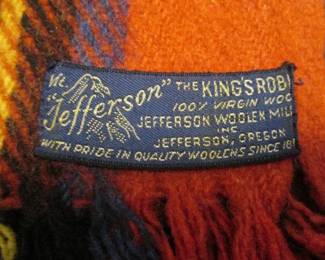 Mt.
"Jefferson"
THE KING'S ROB
100% VIRGIN WOO
JEFFERSON WOOLEN MILL
INC
JEFFERSON, OREGON
WITH PRIDE IN QUALITY WOOLENS SINCE 18